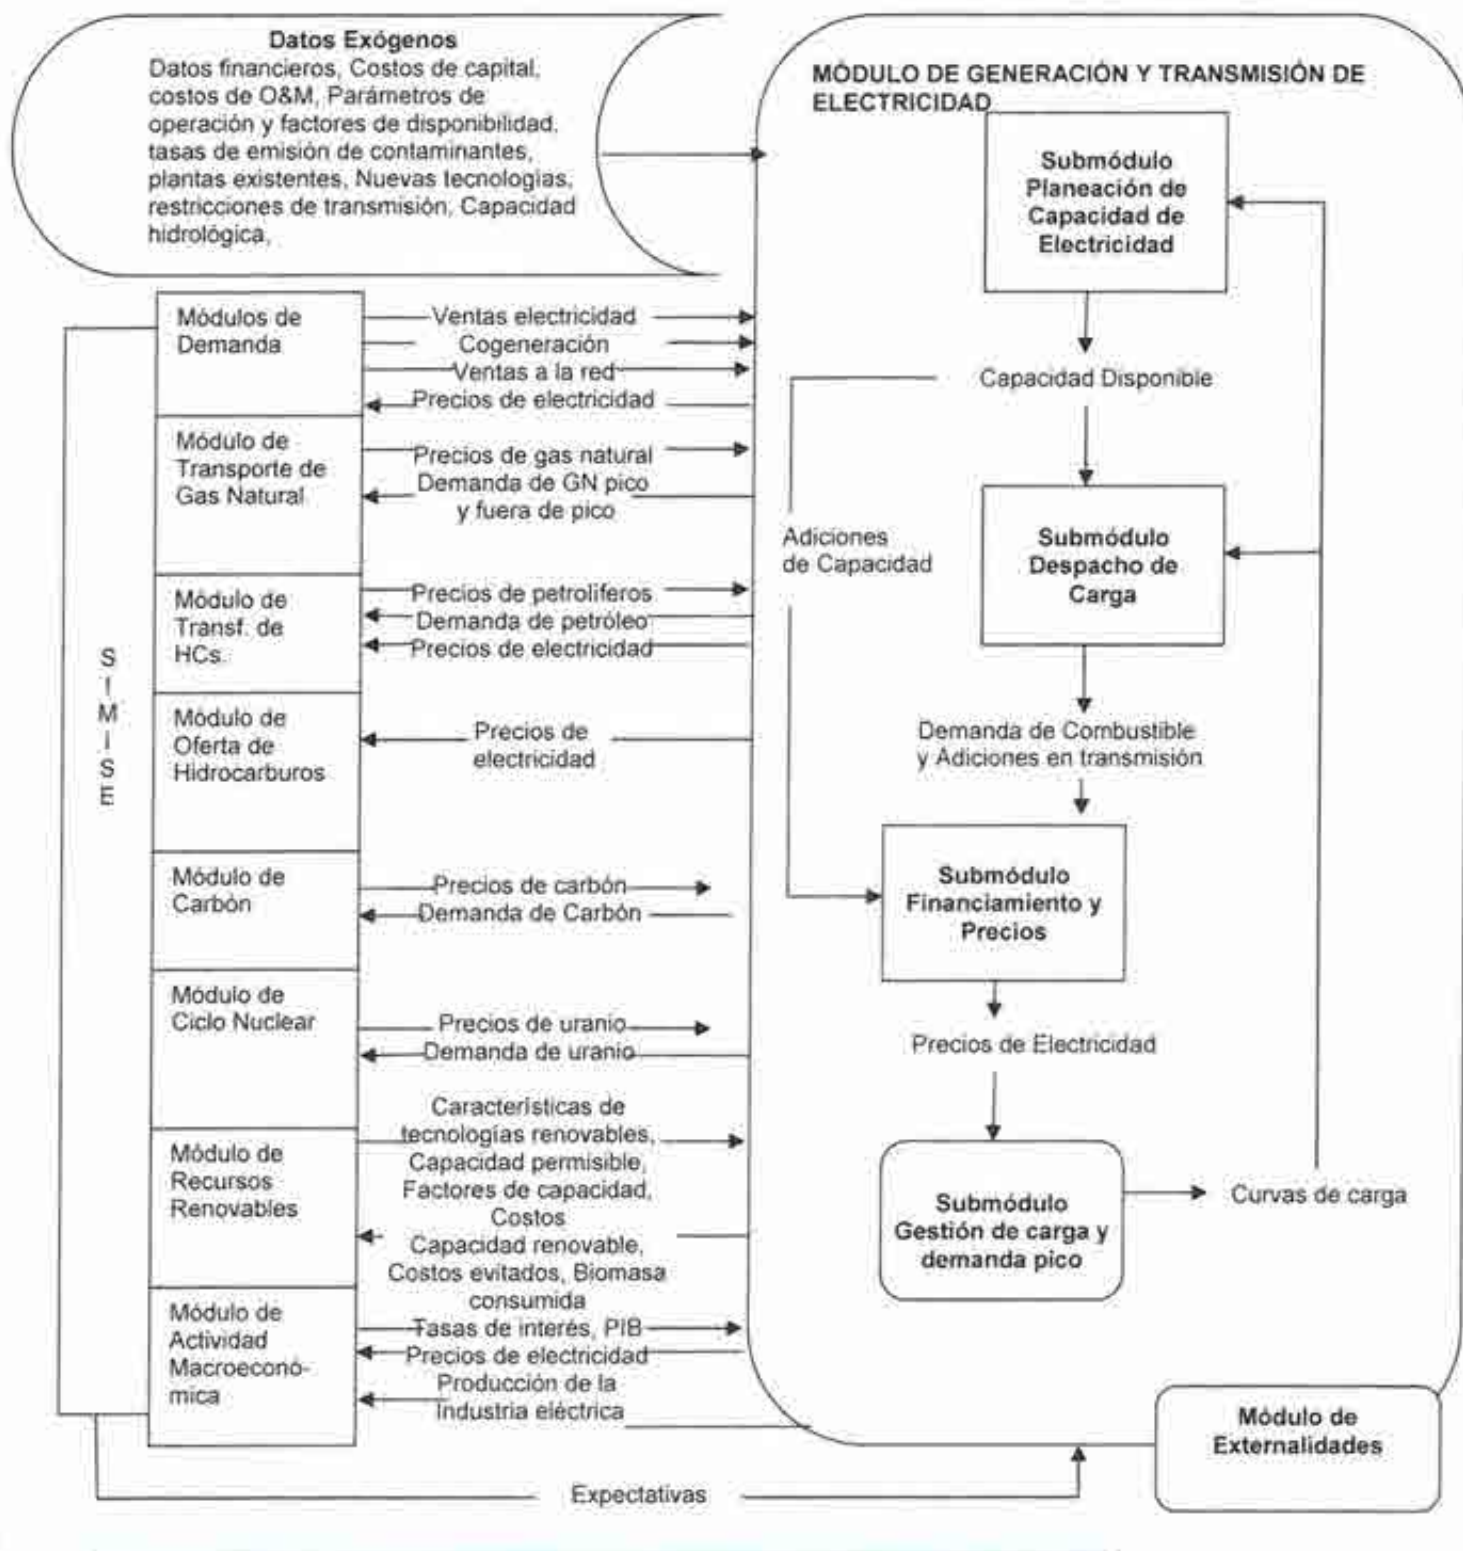 Datos Exógenos
Datos financieros, Costos de capital,
costos de O&M, Parámetros de
operación y factores de disponibilidad,
tasas de emisión de contaminantes,
plantas existentes, Nuevas tecnologías,
restricciones de transmisión, Capacidad
hidrológica,
MÓDULO DE GENERACIÓN Y TRANSMISIÓN DE
ELECTRICIDAD
Submódulo
Planeación de
Capacidad de
Electricidad
Capacidad Disponible
Adiciones
de Capacidad
Submódulo
Despacho de
Carga
Demanda de Combustible
y Adiciones en transmisión
Submódulo
Financiamiento y
Precios
Precios de Electricidad
Submódulo
Gestión de carga y
demanda pico
Curvas de carga
Módulo de
Externalidades
S
I
M
I
S
E
Módulos de
Demanda
Ventas electricidad
Cogeneración
Ventas a la red
Precios de electricidad
Módulo de
Transporte de
Gas Natural
Precios de gas natural
Demanda de GN pico
y fuera de pico
Módulo de
Transf. de
HCs.
Precios de petrolíferos
Demanda de petróleo
Precios de electricidad
Módulo de
Oferta de
Hidrocarburos
Precios de
electricidad
Módulo de
Carbón
Precios de carbón
Demanda de Carbón
Módulo de
Ciclo Nuclear
Precios de uranio
Demanda de uranio
Módulo de
Recursos
Renovables
Características de
tecnologías renovables,
Capacidad permisible,
Factores de capacidad,
Costos
Capacidad renovable,
Costos evitados, Biomasa
consumida
Módulo de
Actividad
Macroeconó-
mica
Tasas de interés, PIB
Precios de electricidad
Producción de la
Industria eléctrica
Expectativas